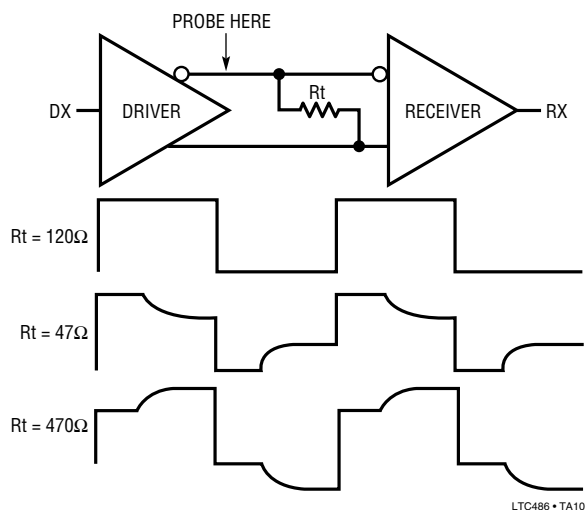 PROBE HERE
Rt
DX
DRIVER
RECEIVER
RX
Rt = 120Ω
Rt = 47Ω
Rt = 470Ω
LTC486 • TA10